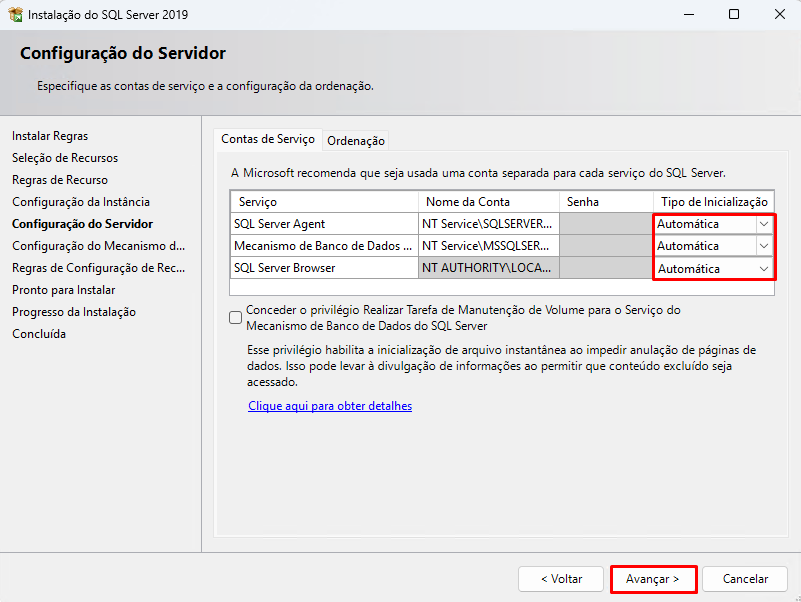 Instalação do SQL Server 2019
Configuração do Servidor
Especifique as contas de serviço e a configuração da ordenação.
Instalar Regras
Seleção de Recursos
Regras de Recurso
Configuração da Instância
Configuração do Servidor
Configuração do Mecanismo d...
Regras de Configuração de Rec...
Pronto para Instalar
Progresso da Instalação
Concluída
Contas de Serviço Ordenação
A Microsoft recomenda que seja usada uma conta separada para cada serviço do SQL Server.
Serviço Nome da Conta Senha Tipo de Inicialização
SQL Server Agent NT Service\SQLSERVER... Automática
Mecanismo de Banco de Dados ... NT Service\MSSQLSER... Automática
SQL Server Browser NT AUTHORITY\LOCA... Automática
Conceder o privilégio Realizar Tarefa de Manutenção de Volume para o Serviço do
Mecanismo de Banco de Dados do SQL Server
Esse privilégio habilita a inicialização de arquivo instantânea ao impedir anulação de páginas de
dados. Isso pode levar à divulgação de informações ao permitir que conteúdo excluído seja
acessado.
Clique aqui para obter detalhes
< Voltar Avançar > Cancelar